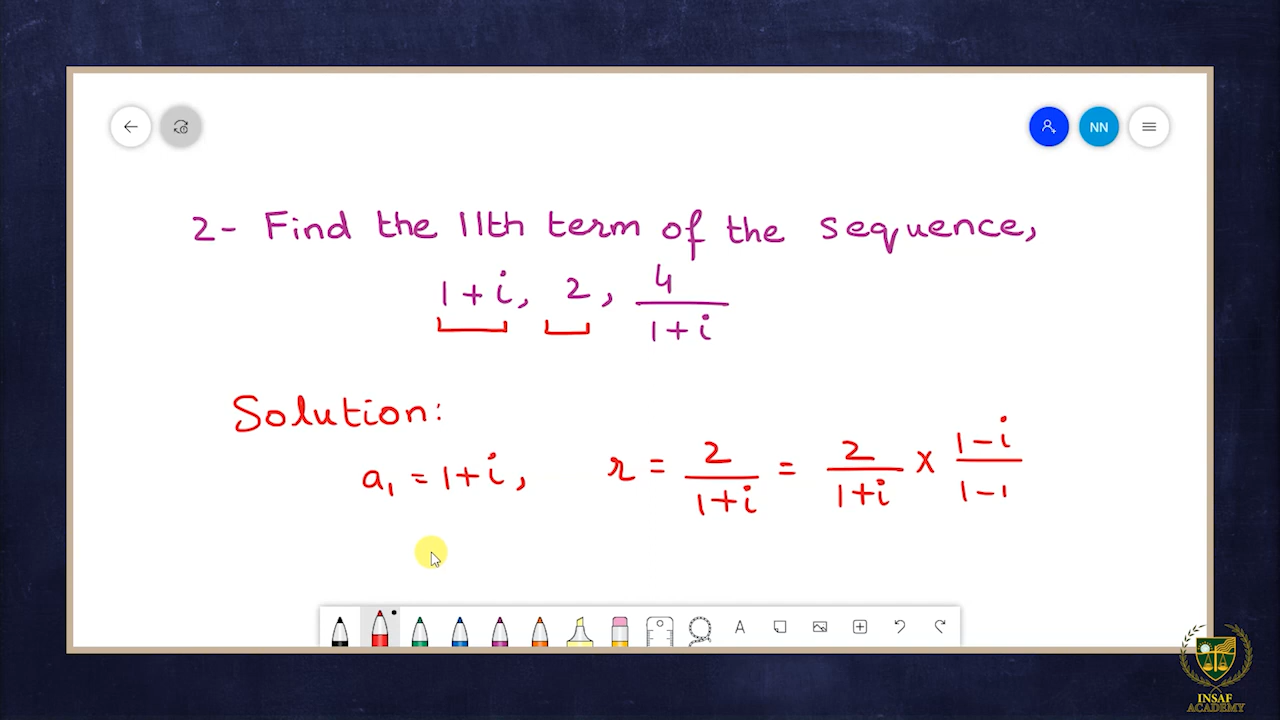 NN
2- Find the 11th term of the sequence,
1+i, 2, 4/(1+i)
Solution:
a₁ = 1+i, r = 2/(1+i) = 2/(1+i) × (1-i)/(1-ı)
A
INSAF
ACADEMY